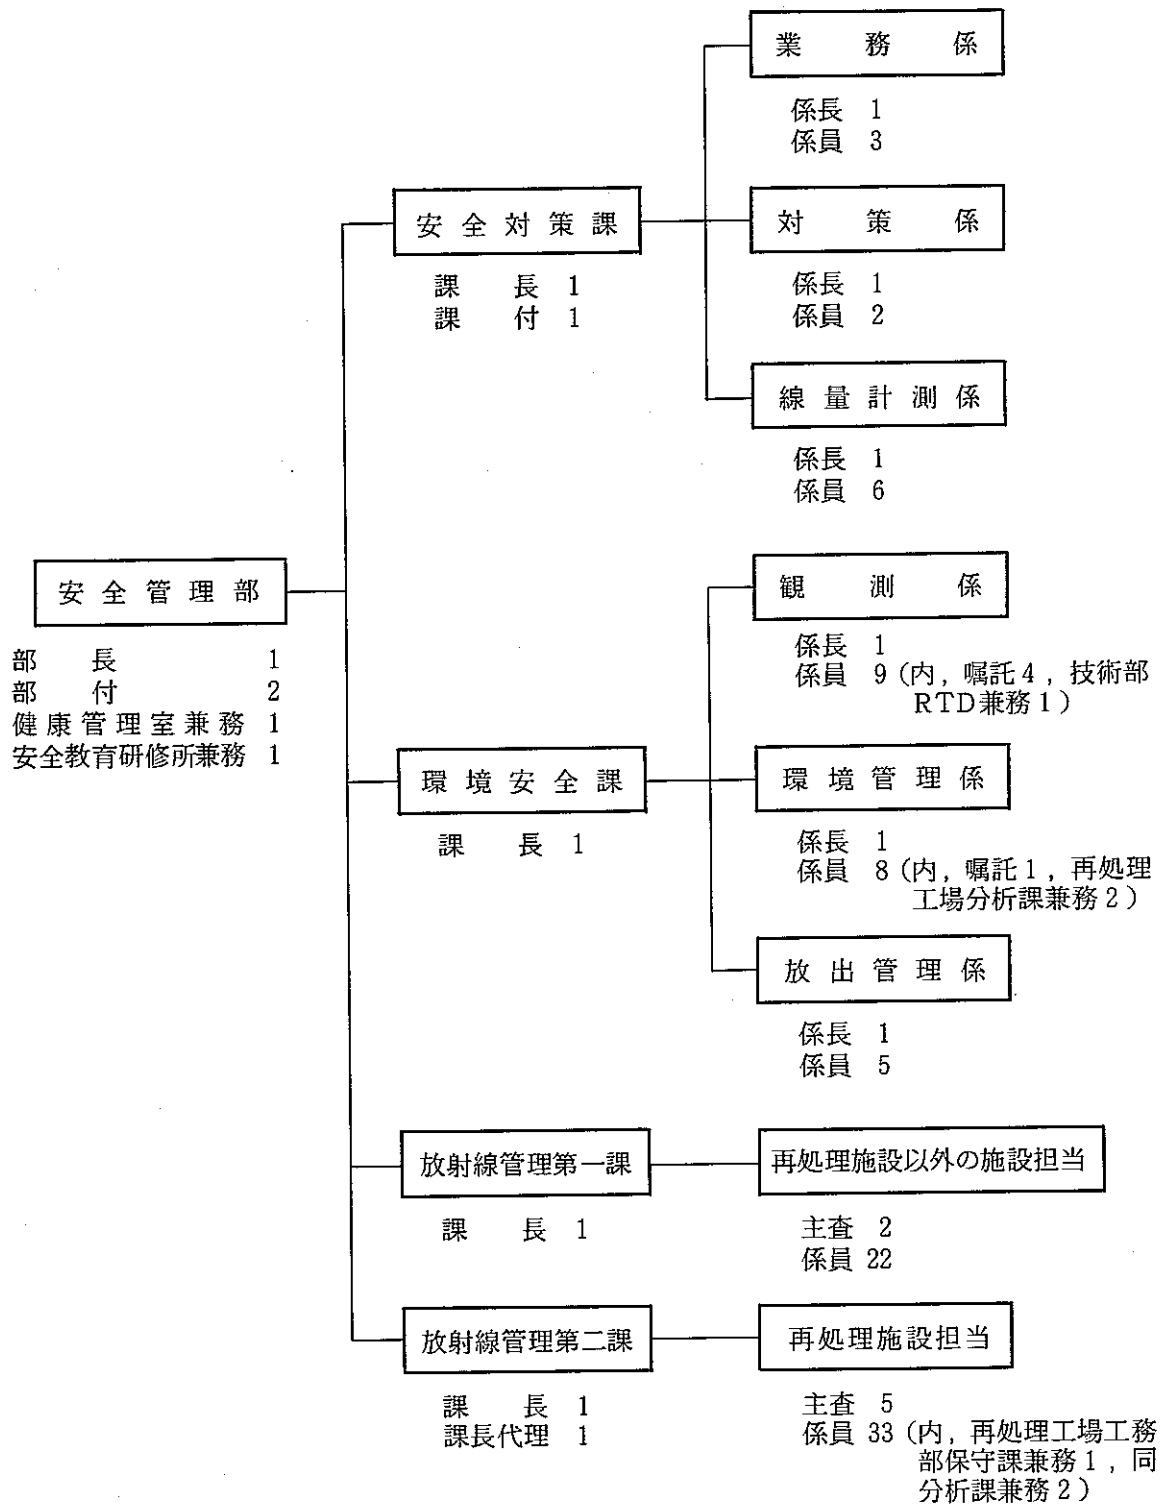 安全管理部
部長 1
部付 2
健康管理室兼務 1
安全教育研修所兼務 1
安全対策課
課長 1
課付 1
業務係
係長 1
係員 3
対策係
係長 1
係員 2
線量計測係
係長 1
係員 6
環境安全課
課長 1
観測係
係長 1
係員 9(内,嘱託4,技術部
RTD兼務1)
環境管理係
係長 1
係員 8(内,嘱託1,再処理
工場分析課兼務2)
放出管理係
係長 1
係員 5
放射線管理第一課
課長 1
再処理施設以外の施設担当
主査 2
係員 22
放射線管理第二課
課長 1
課長代理 1
再処理施設担当
主査 5
係員 33(内,再処理工場工務
部保守課兼務1,同
分析課兼務2)